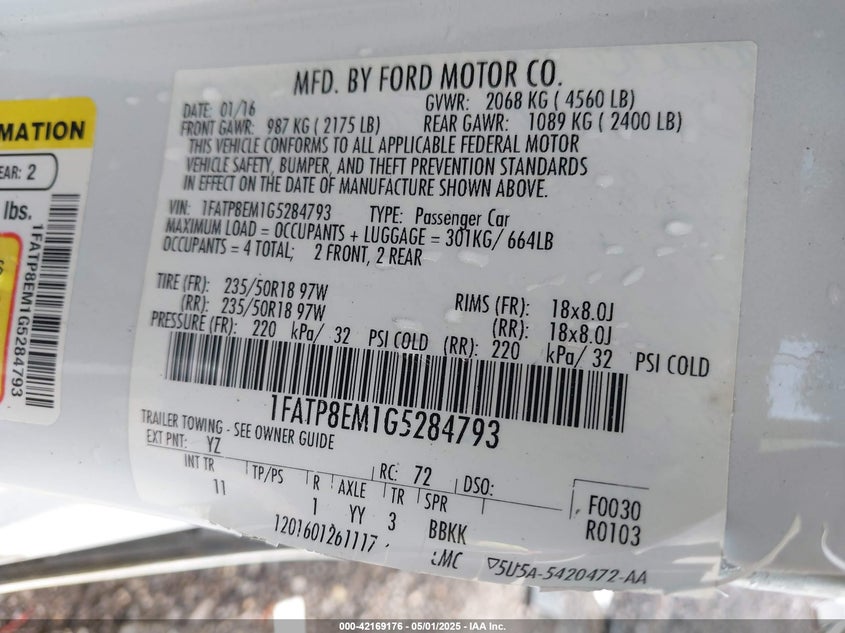 MATION
EAR: 2
lbs.
1FATP8EM1G5284793
MFD. BY FORD MOTOR CO.
DATE: 01/16 GVWR: 2068 KG ( 4560 LB)
FRONT GAWR: 987 KG ( 2175 LB) REAR GAWR: 1089 KG ( 2400 LB)
THIS VEHICLE CONFORMS TO ALL APPLICABLE FEDERAL MOTOR
VEHICLE SAFETY, BUMPER, AND THEFT PREVENTION STANDARDS
IN EFFECT ON THE DATE OF MANUFACTURE SHOWN ABOVE.
VIN: 1FATP8EM1G5284793 TYPE: Passenger Car
MAXIMUM LOAD = OCCUPANTS + LUGGAGE = 301KG/ 664LB
OCCUPANTS = 4 TOTAL; 2 FRONT, 2 REAR
TIRE (FR): 235/50R18 97W RIMS (FR): 18x8.0J
(RR): 235/50R18 97W (RR): 18x8.0J
PRESSURE (FR): 220 kPa/ 32 PSI COLD (RR): 220 kPa/ 32 PSI COLD
1FATP8EM1G5284793
TRAILER TOWING - SEE OWNER GUIDE
EXT PNT: YZ RC: 72 DSO:
INT TR TP/PS R AXLE TR SPR F0030
11 1 YY 3 BBKK R0103
1201601261117
LMC ▽5U5A-5420472-AA
000-42169176 - 05/01/2025 - IAA Inc.